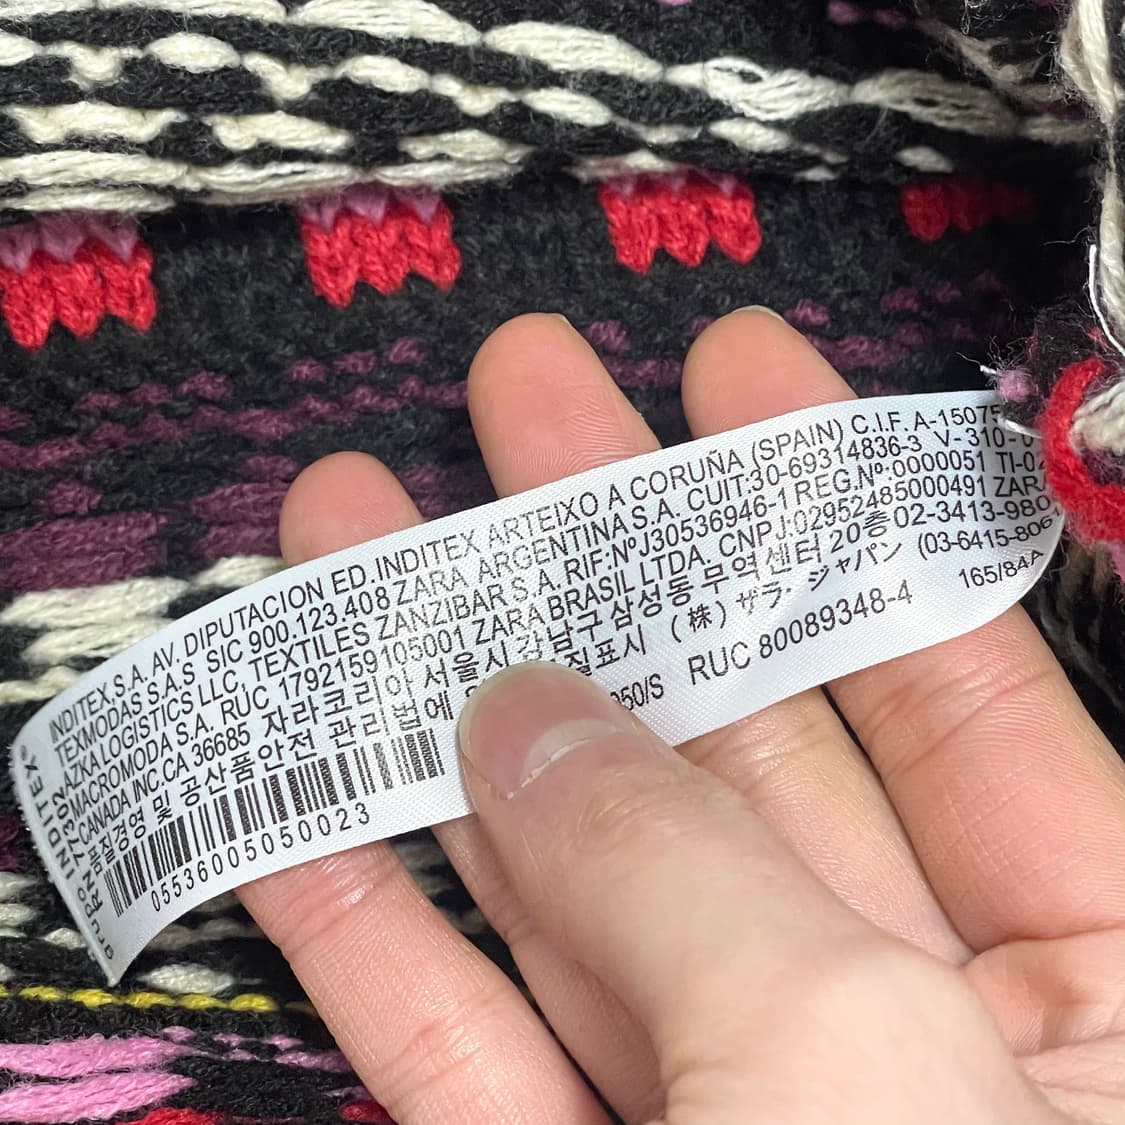 INDITEX,S.A. AV. DIPUTACION ED.INDITEX ARTEIXO A CORUÑA (SPAIN) C.I.F. A-15075
TEXMODAS S.A.S. SIC 900.123.408 ZARA ARGENTINA S.A. CUIT:30-69314836-3 V-310-0
AZKA LOGISTICS LLC, TEXTILES ZANZIBAR S.A. RIF:NºJ30536946-1 REG.Nº:0000051 TI-02
MACROMODA S.A. RUC 1792159105001 ZARA BRASIL LTDA. CNPJ:02952485000491 ZARA
CANADA INC.CA 36685 자라코리아 서울시 강남구 삼성동 무역센터 20층 02-3413-980
품질경영 및 공산품안전 관리법에 질표시 (株) ザラ・ジャパン (03-6415-8061
050/S RUC 80089348-4 165/84A
05536005050023
INDITEX®